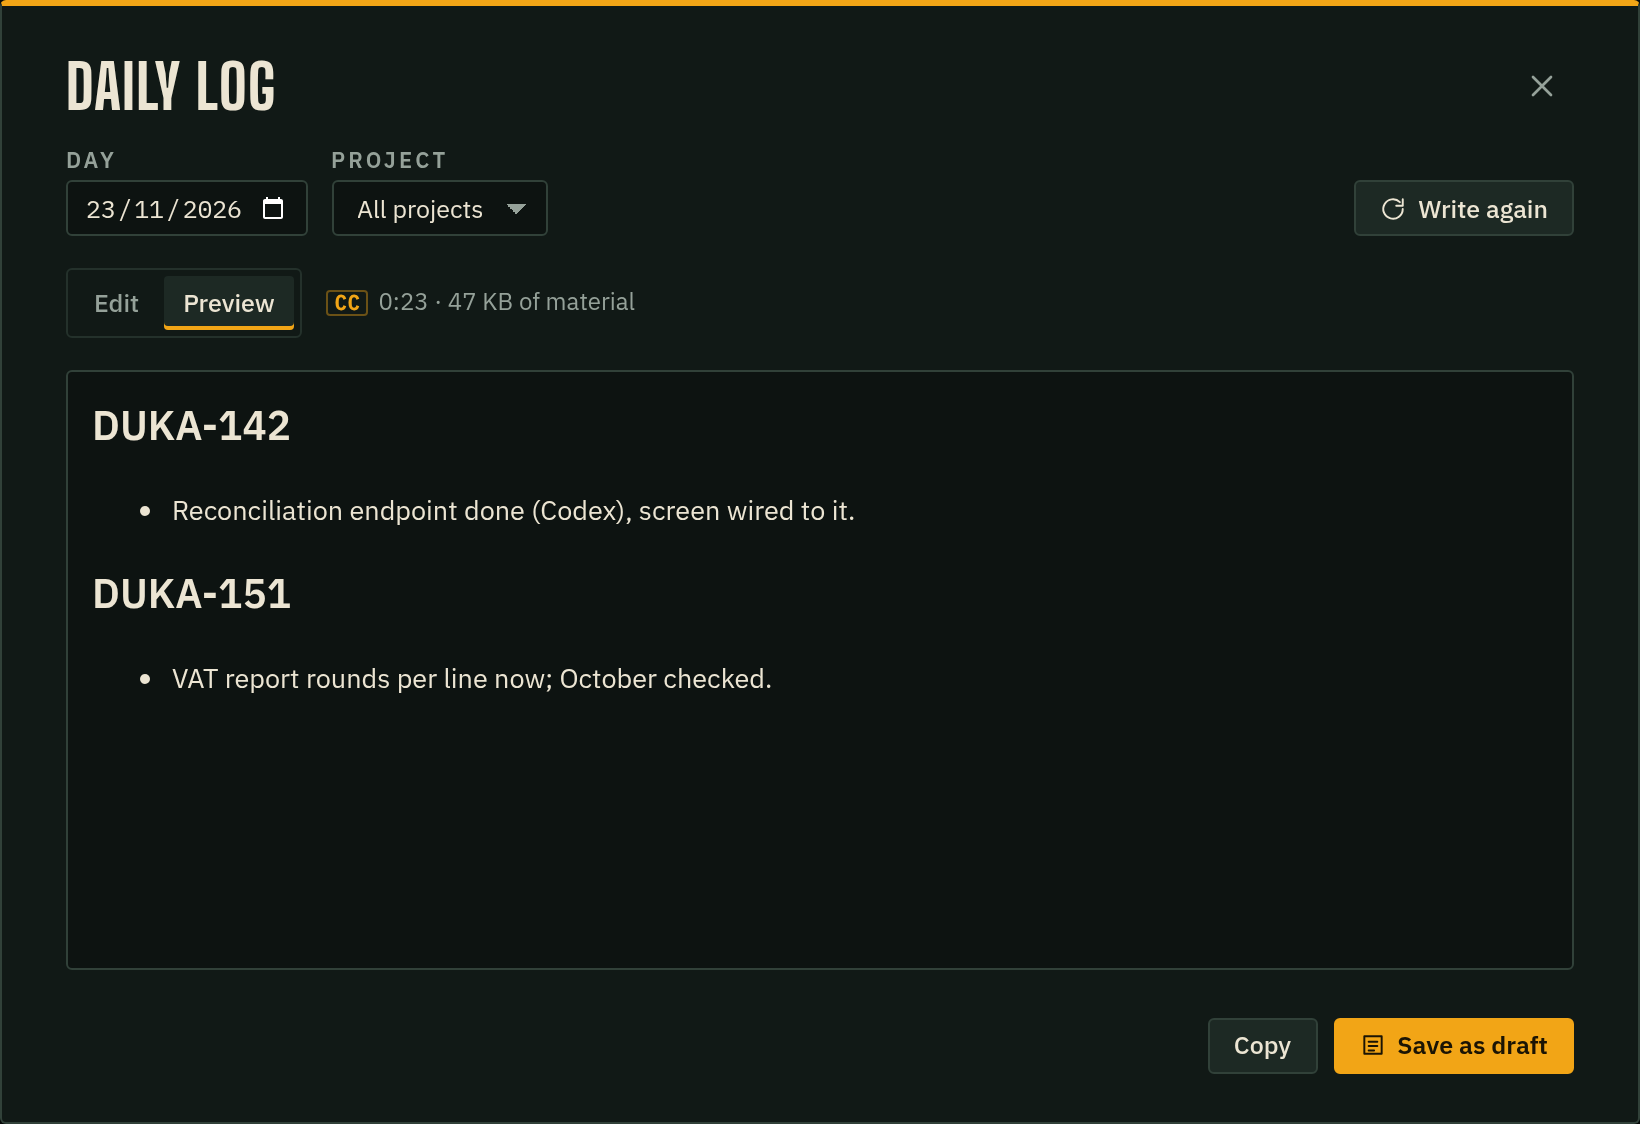 DAILY LOG
DAY
PROJECT
23/11/2026
All projects
Write again
Edit
Preview
CC 0:23 · 47 KB of material
DUKA-142
• Reconciliation endpoint done (Codex), screen wired to it.
DUKA-151
• VAT report rounds per line now; October checked.
Copy
Save as draft